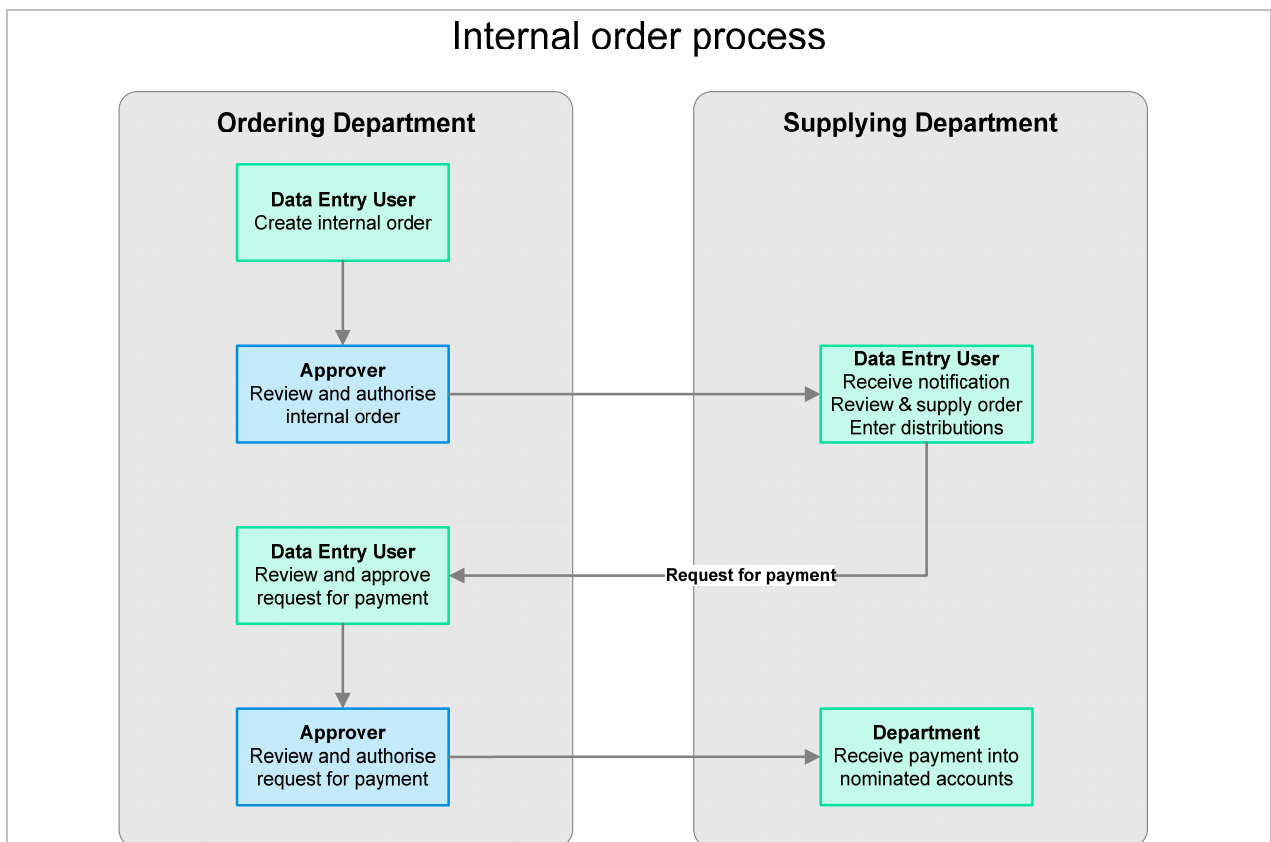 Internal order process
Ordering Department
Data Entry User
Create internal order
Approver
Review and authorise
internal order
Data Entry User
Review and approve
request for payment
Approver
Review and authorise
request for payment
Supplying Department
Data Entry User
Receive notification
Review & supply order
Enter distributions
Request for payment
Department
Receive payment into
nominated accounts